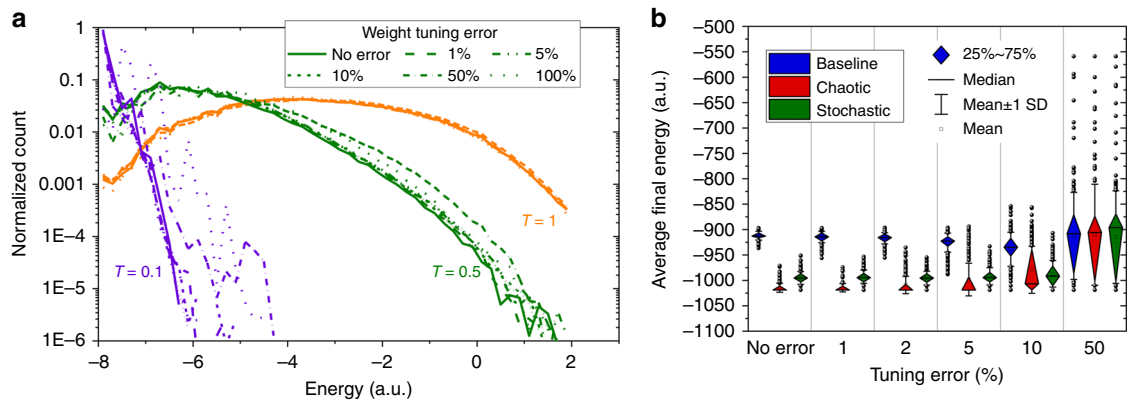 a
Weight tuning error
No error 1% 5%
10% 50% 100%
1
0.1
0.01
0.001
1E-4
1E-5
1E-6
Normalized count
T = 0.1
T = 0.5
T = 1
−8 −6 −4 −2 0 2
Energy (a.u.)
b
Baseline
Chaotic
Stochastic
25%~75%
Median
Mean±1 SD
Mean
−500
−550
−600
−650
−700
−750
−800
−850
−900
−950
−1000
−1050
−1100
Average final energy (a.u.)
No error 1 2 5 10 50
Tuning error (%)